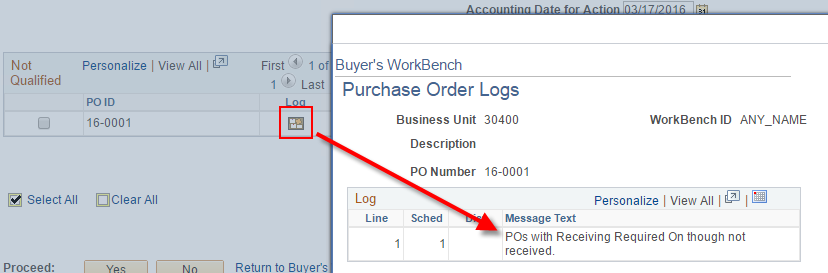 Accounting Date for Action 03/17/2016
Not Qualified Personalize | View All | First 1 of 1 Last
PO ID Log
16-0001
Select All Clear All
Proceed: Yes No Return to Buyer's
Buyer's WorkBench
Purchase Order Logs
Business Unit 30400 WorkBench ID ANY_NAME
Description
PO Number 16-0001
Log Personalize | View All | |
Line Sched Message Text
1 1 POs with Receiving Required On though not
received.